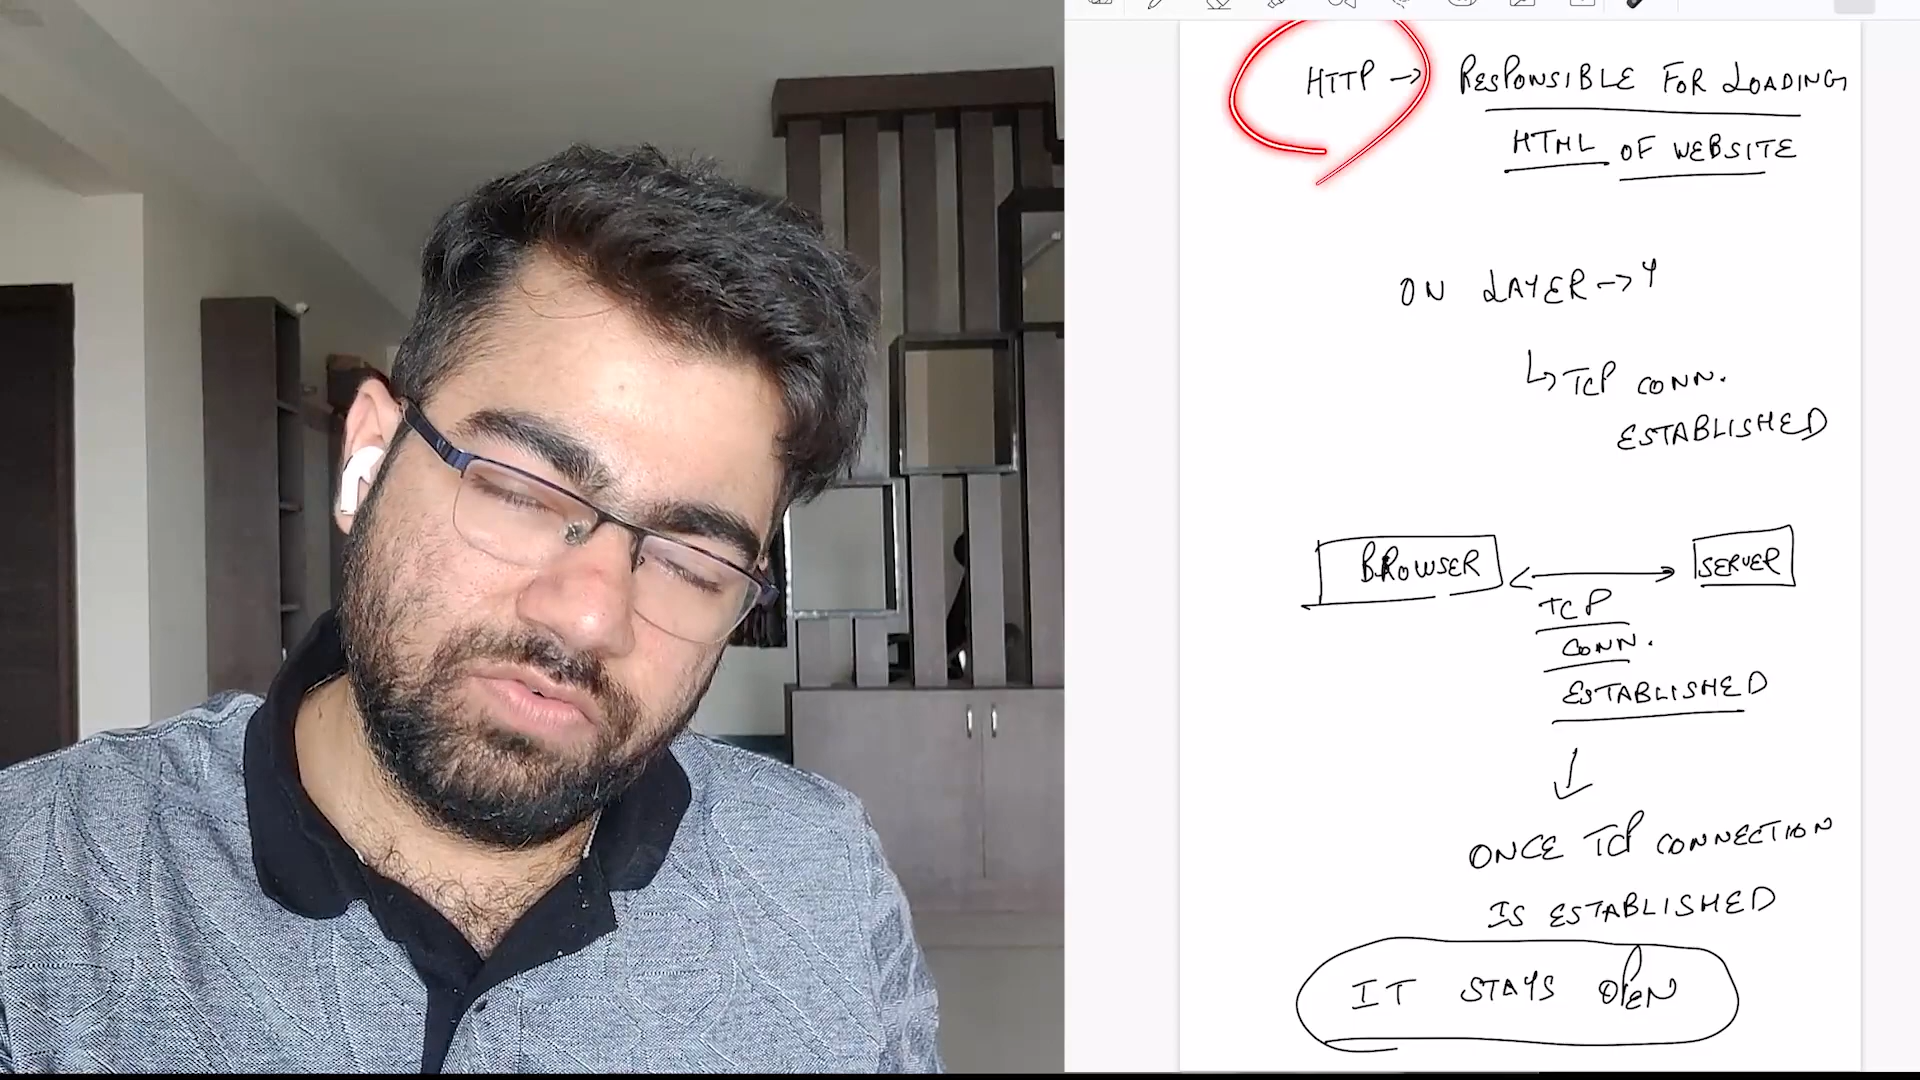 HTTP → RESPONSIBLE FOR LOADING
HTML OF WEBSITE
ON LAYER → 4
↳ TCP CONN.
ESTABLISHED
BROWSER
SERVER
TCP
CONN.
ESTABLISHED
ONCE TCP CONNECTION
IS ESTABLISHED
IT STAYS OPEN